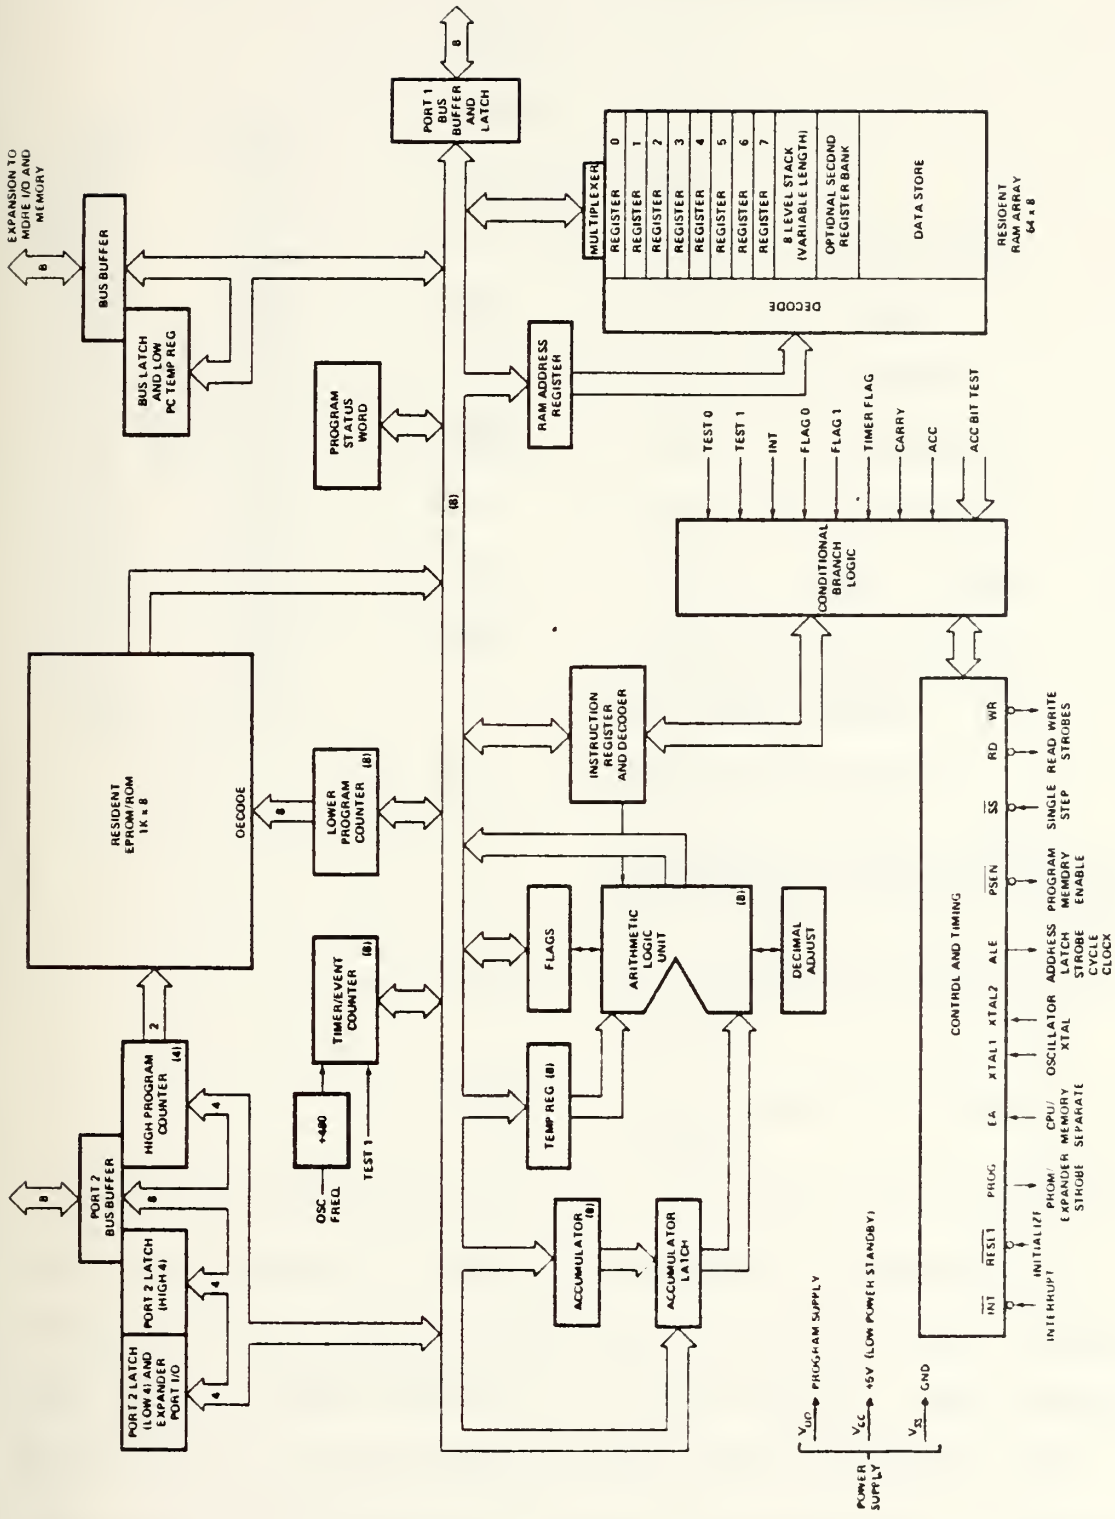 EXPANSION TO
MORE I/O AND
MEMORY
8
BUS BUFFER
BUS LATCH
AND LOW
PC TEMP REG
8
PORT 1
BUS
BUFFER
AND
LATCH
PROGRAM
STATUS
WORD
(8)
RESIDENT
EPROM/ROM
1K x 8
DECODE
8
LOWER
PROGRAM
COUNTER
(8)
2
HIGH PROGRAM
COUNTER
(4)
8
PORT 2
BUS BUFFER
8
4
4
4
PORT 2 LATCH
(HIGH 4)
PORT 2 LATCH
(LOW 4) AND
EXPANDER
PORT I/O
TIMER/EVENT
COUNTER
(8)
÷480
OSC
FREQ
TEST 1
MULTIPLEXER
REGISTER 0
REGISTER 1
REGISTER 2
REGISTER 3
REGISTER 4
REGISTER 5
REGISTER 6
REGISTER 7
8 LEVEL STACK
(VARIABLE LENGTH)
OPTIONAL SECOND
REGISTER BANK
DATA STORE
DECODE
RESIDENT
RAM ARRAY
64 x 8
RAM ADDRESS
REGISTER
INSTRUCTION
REGISTER
AND DECODER
FLAGS
ARITHMETIC
LOGIC
UNIT
(8)
DECIMAL
ADJUST
TEMP REG (8)
ACCUMULATOR
(8)
ACCUMULATOR
LATCH
CONDITIONAL
BRANCH
LOGIC
TEST 0
TEST 1
INT
FLAG 0
FLAG 1
TIMER FLAG
CARRY
ACC
ACC BIT TEST
CONTROL AND TIMING
INT
RESET
PROG
EA
XTAL1
XTAL2
ALE
PSEN
SS
RD
WR
INTERRUPT
INITIALIZE
PROM/
EXPANDER
STROBE
CPU/
MEMORY
SEPARATE
OSCILLATOR
XTAL
ADDRESS
LATCH
STROBE
CYCLE
CLOCK
PROGRAM
MEMORY
ENABLE
SINGLE
STEP
READ WRITE
STROBES
POWER
SUPPLY
VDD PROGRAM SUPPLY
VCC +5V (LOW POWER STANDBY)
VSS GND